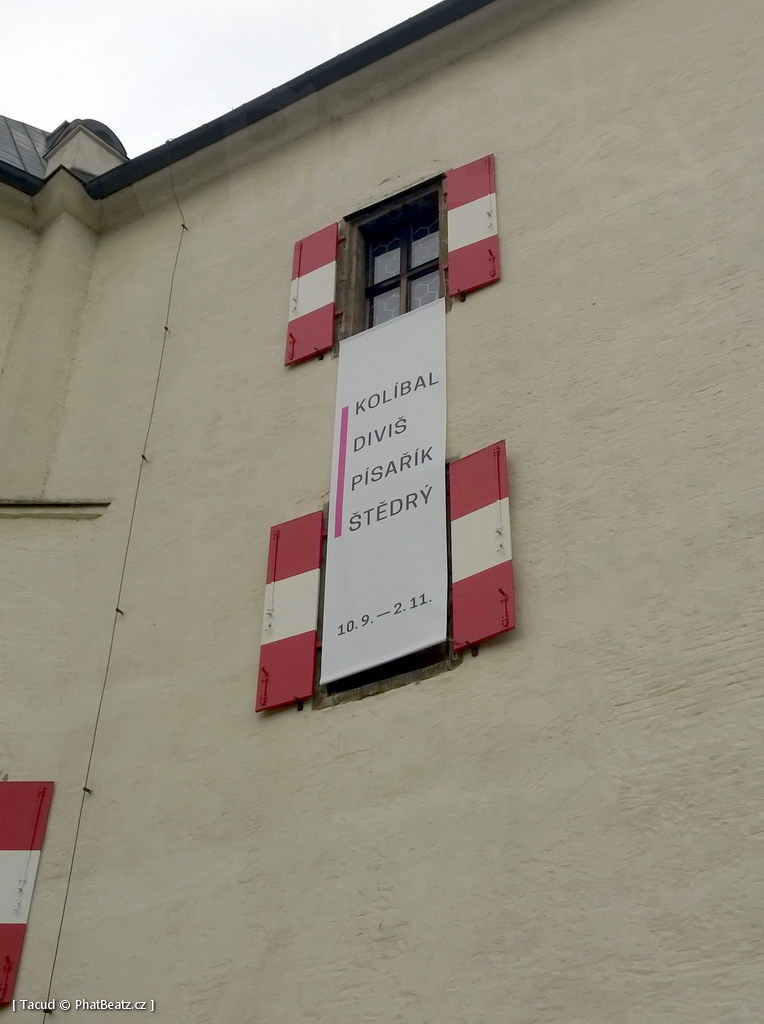 KOLÍBAL
DIVIŠ
PÍSAŘÍK
ŠTĚDRÝ
10. 9. — 2. 11.
[ Tacud © PhatBeatz.cz ]